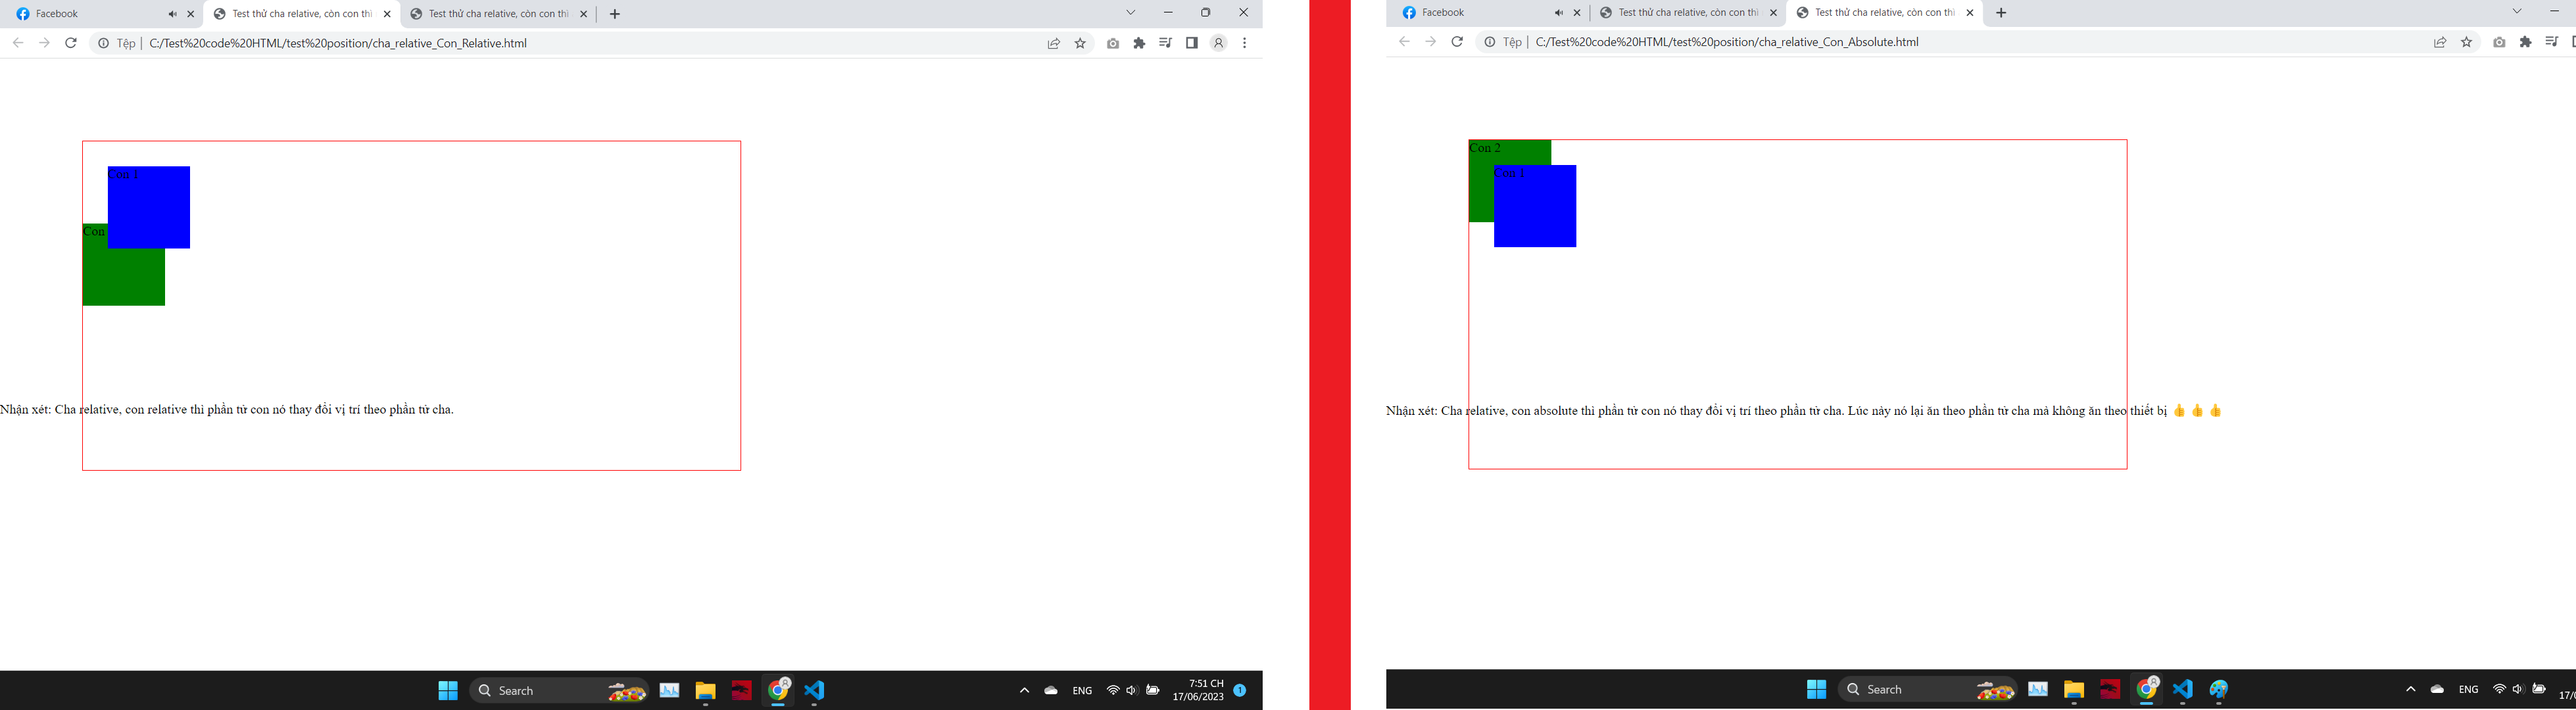 Facebook
Test thử cha relative, còn con thì
Test thử cha relative, còn con thì
Tệp
C:/Test%20code%20HTML/test%20position/cha_relative_Con_Relative.html
Con 1
Con
Nhận xét: Cha relative, con relative thì phần tử con nó thay đổi vị trí theo phần tử cha.
Search
ENG
7:51 CH
17/06/2023
1
Facebook
Test thử cha relative, còn con thì
Test thử cha relative, còn con thì
Tệp
C:/Test%20code%20HTML/test%20position/cha_relative_Con_Absolute.html
Con 2
Con 1
Nhận xét: Cha relative, con absolute thì phần tử con nó thay đổi vị trí theo phần tử cha. Lúc này nó lại ăn theo phần tử cha mà không ăn theo thiết bị 👍 👍 👍
Search
ENG